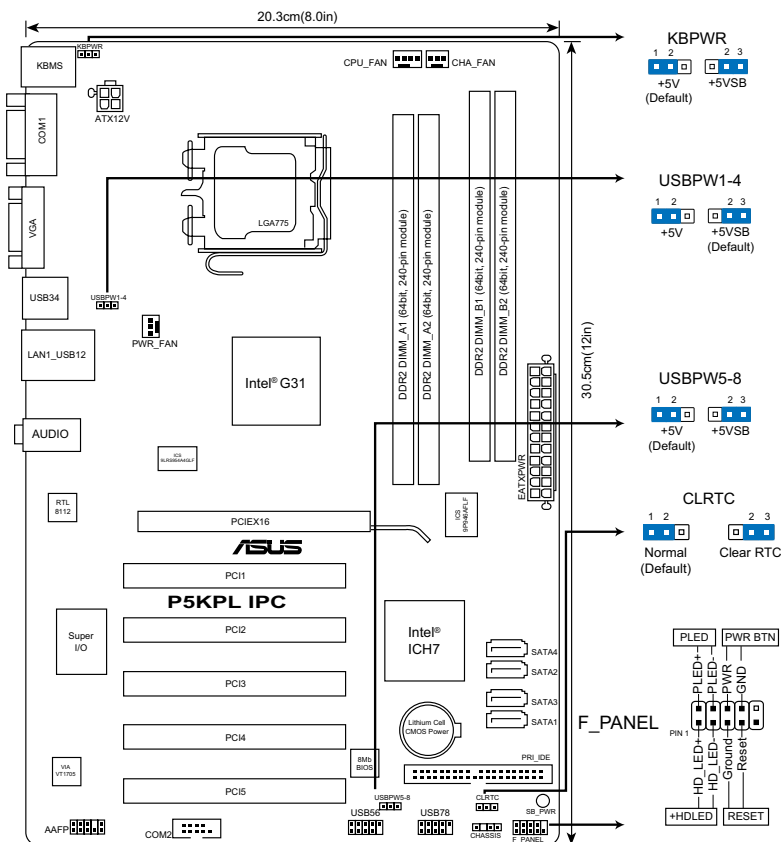 20.3cm(8.0in)
KBPWR
KBMS
CPU_FAN
CHA_FAN
KBPWR
1 2
2 3
+5V
(Default)
+5VSB
ATX12V
COM1
LGA775
VGA
USBPW1-4
1 2
2 3
+5V
+5VSB
(Default)
USB34
USBPW1-4
PWR_FAN
LAN1_USB12
Intel® G31
DDR2 DIMM_A1 (64bit, 240-pin module)
DDR2 DIMM_A2 (64bit, 240-pin module)
DDR2 DIMM_B1 (64bit, 240-pin module)
DDR2 DIMM_B2 (64bit, 240-pin module)
30.5cm(12in)
EATXPWR
USBPW5-8
1 2
2 3
+5V
(Default)
+5VSB
AUDIO
ICS
9LRS954A4GLF
RTL
8112
ICS
9P946AFLF
CLRTC
1 2
2 3
Normal
(Default)
Clear RTC
PCIEX16
ASUS
PCI1
P5KPL IPC
PCI2
PCI3
PCI4
PCI5
Super
I/O
Intel®
ICH7
SATA4
SATA2
SATA3
SATA1
Lithium Cell
CMOS Power
VIA
VT1705
8Mb
BIOS
PRI_IDE
USBPW5-8
CLRTC
SB_PWR
AAFP
COM2
USB56
USB78
CHASSIS
F_PANEL
F_PANEL
PLED
PWR BTN
PLED+
PLED-
PWR
GND
PIN 1
HD_LED+
HD_LED-
Ground
Reset
+HDLED
RESET